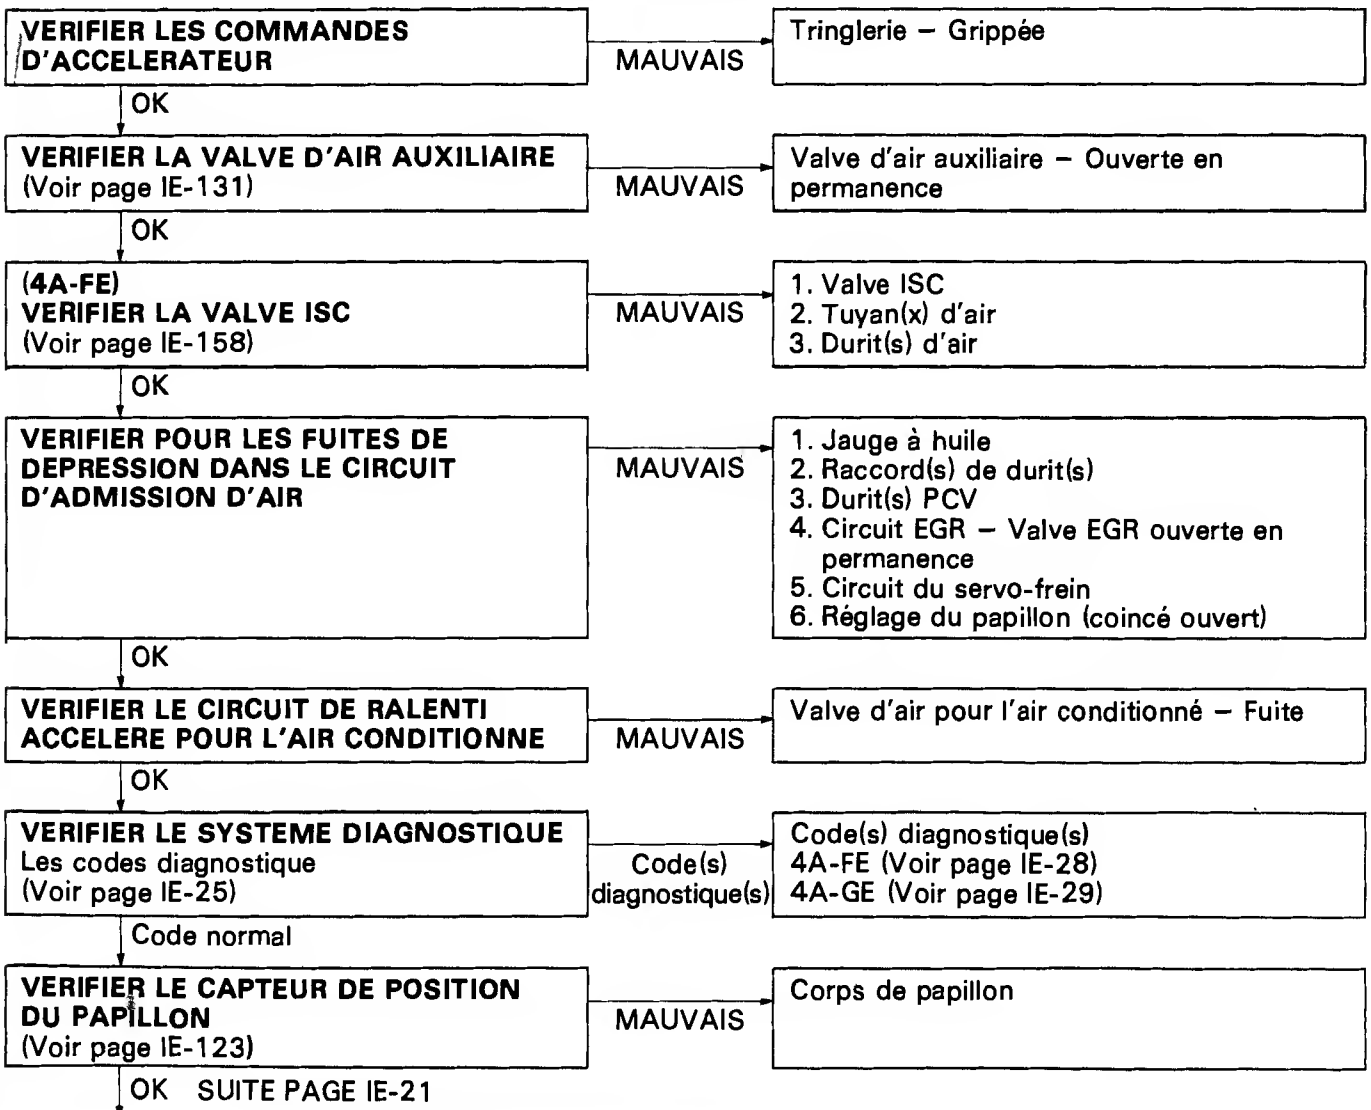 VERIFIER LES COMMANDES
D'ACCELERATEUR
MAUVAIS
Tringlerie — Grippée
OK
VERIFIER LA VALVE D'AIR AUXILIAIRE
(Voir page IE-131)
MAUVAIS
Valve d'air auxiliaire — Ouverte en
permanence
OK
(4A-FE)
VERIFIER LA VALVE ISC
(Voir page IE-158)
MAUVAIS
1. Valve ISC
2. Tuyan(x) d'air
3. Durit(s) d'air
OK
VERIFIER POUR LES FUITES DE
DEPRESSION DANS LE CIRCUIT
D'ADMISSION D'AIR
MAUVAIS
1. Jauge à huile
2. Raccord(s) de durit(s)
3. Durit(s) PCV
4. Circuit EGR — Valve EGR ouverte en
permanence
5. Circuit du servo-frein
6. Réglage du papillon (coincé ouvert)
OK
VERIFIER LE CIRCUIT DE RALENTI
ACCELERE POUR L'AIR CONDITIONNE
MAUVAIS
Valve d'air pour l'air conditionné — Fuite
OK
VERIFIER LE SYSTEME DIAGNOSTIQUE
Les codes diagnostique
(Voir page IE-25)
Code(s)
diagnostique(s)
Code(s) diagnostique(s)
4A-FE (Voir page IE-28)
4A-GE (Voir page IE-29)
Code normal
VERIFIER LE CAPTEUR DE POSITION
DU PAPILLON
(Voir page IE-123)
MAUVAIS
Corps de papillon
OK SUITE PAGE IE-21